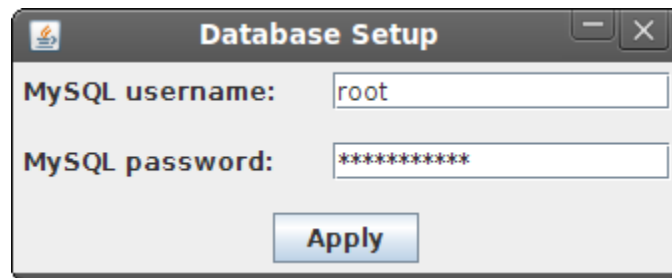 Database Setup
MySQL username: root
MySQL password: ***********
Apply